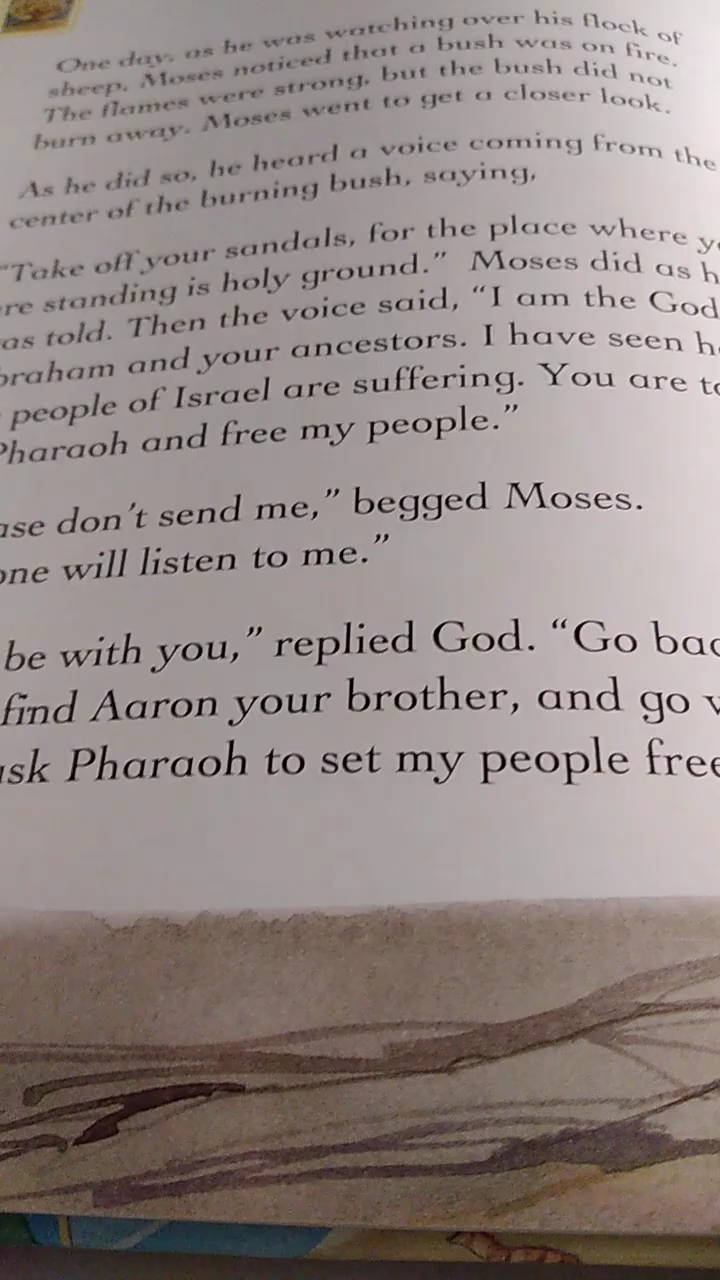 One day, as he was watching over his flock of
sheep, Moses noticed that a bush was on fire.
The flames were strong, but the bush did not
burn away. Moses went to get a closer look.
As he did so, he heard a voice coming from the
center of the burning bush, saying,
"Take off your sandals, for the place where
standing is holy ground." Moses did as
told. Then the voice said, "I am the God
and your ancestors. I have seen
people of Israel are suffering. You are
Pharaoh and free my people."
don't send me," begged Moses.
will listen to me."
be with you," replied God. "Go
find Aaron your brother, and go
Pharaoh to set my people